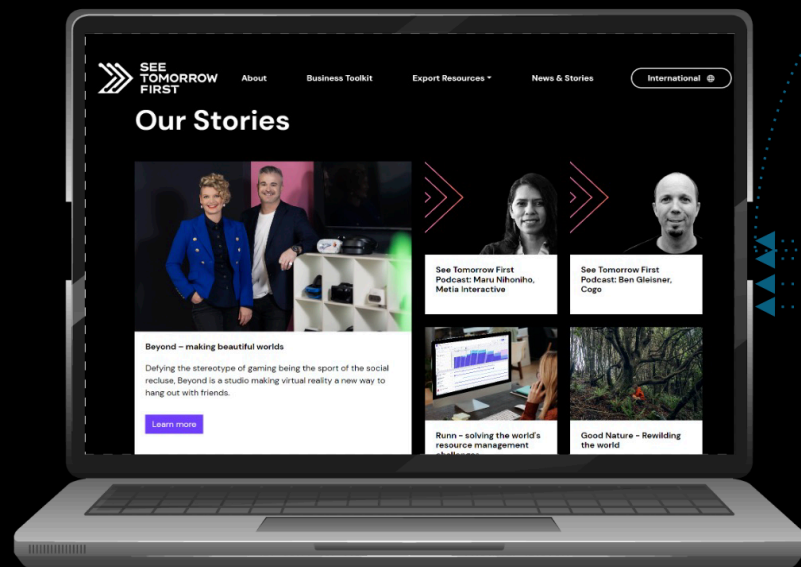 SEE
TOMORROW
FIRST
About
Business Toolkit
Export Resources
News & Stories
International
Our Stories
Beyond – making beautiful worlds
Defying the stereotype of gaming being the sport of the social
recluse, Beyond is a studio making virtual reality a new way to
hang out with friends.
Learn more
See Tomorrow First
Podcast: Maru Nihoniho,
Metia Interactive
See Tomorrow First
Podcast: Ben Gleisner,
Cogo
Runn - solving the world's
resource management
challenges
Good Nature - Rewilding
the world